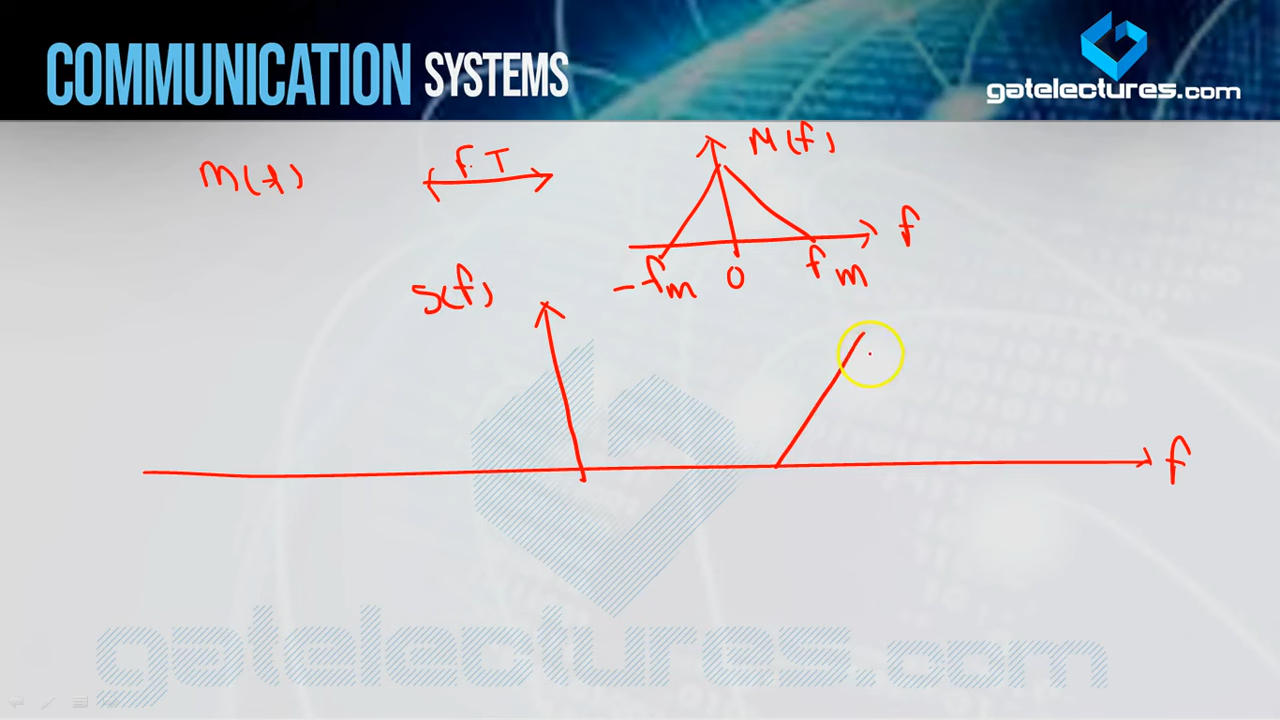 COMMUNICATION SYSTEMS
gatelectures.com
m(t)
f.T
M(f)
f
-fm 0 fm
S(f)
f
gatelectures.com